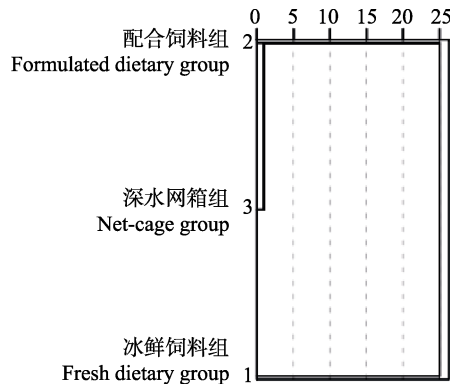 0 5 10 15 20 25
配合饲料组 2
Formulated dietary group
深水网箱组
Net-cage group 3
冰鲜饲料组
Fresh dietary group 1